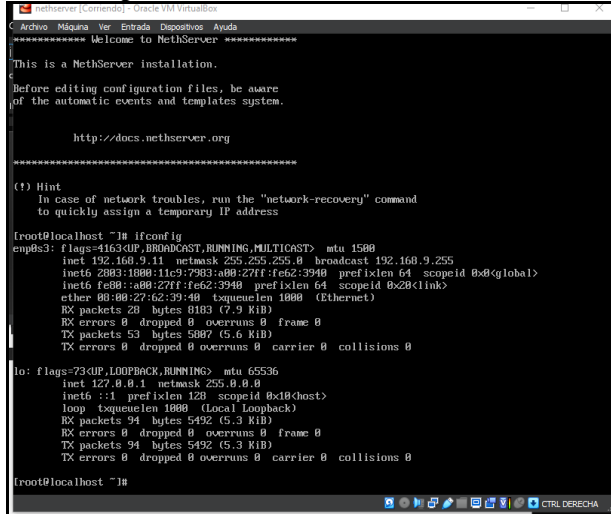 nethserver [Corriendo] - Oracle VM VirtualBox
Archivo Máquina Ver Entrada Dispositivos Ayuda
************ Welcome to NethServer ************
This is a NethServer installation.
Before editing configuration files, be aware
of the automatic events and templates system.
http://docs.nethserver.org
***********************************************
(!) Hint
In case of network troubles, run the "network-recovery" command
to quickly assign a temporary IP address
[root@localhost ~]# ifconfig
enp0s3: flags=4163<UP,BROADCAST,RUNNING,MULTICAST> mtu 1500
inet 192.168.9.11 netmask 255.255.255.0 broadcast 192.168.9.255
inet6 2803:1800:11c9:7983:a00:27ff:fe62:3940 prefixlen 64 scopeid 0x0<global>
inet6 fe80::a00:27ff:fe62:3940 prefixlen 64 scopeid 0x20<link>
ether 08:00:27:62:39:40 txqueuelen 1000 (Ethernet)
RX packets 28 bytes 8183 (7.9 KiB)
RX errors 0 dropped 0 overruns 0 frame 0
TX packets 53 bytes 5807 (5.6 KiB)
TX errors 0 dropped 0 overruns 0 carrier 0 collisions 0
lo: flags=73<UP,LOOPBACK,RUNNING> mtu 65536
inet 127.0.0.1 netmask 255.0.0.0
inet6 ::1 prefixlen 128 scopeid 0x10<host>
loop txqueuelen 1000 (Local Loopback)
RX packets 94 bytes 5492 (5.3 KiB)
RX errors 0 dropped 0 overruns 0 frame 0
TX packets 94 bytes 5492 (5.3 KiB)
TX errors 0 dropped 0 overruns 0 carrier 0 collisions 0
[root@localhost ~]#
CTRL DERECHA